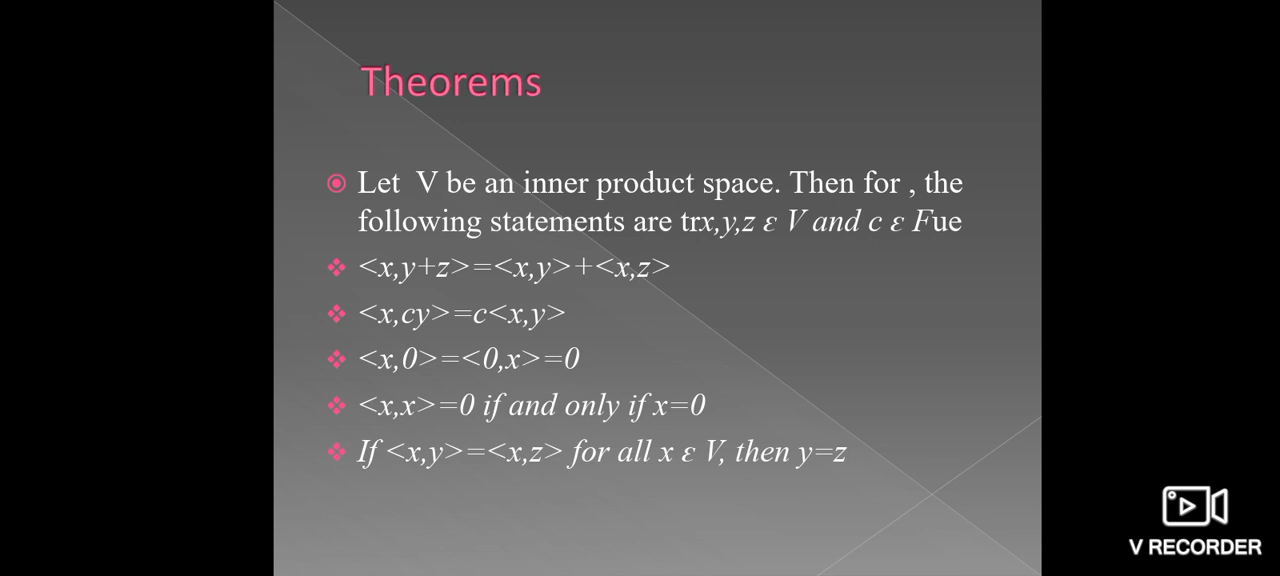 Theorems
Let V be an inner product space. Then for , the
following statements are trx,y,z ε V and c ε Fue
<x,y+z>=<x,y>+<x,z>
<x,cy>=c<x,y>
<x,0>=<0,x>=0
<x,x>=0 if and only if x=0
If <x,y>=<x,z> for all x ε V, then y=z
V RECORDER